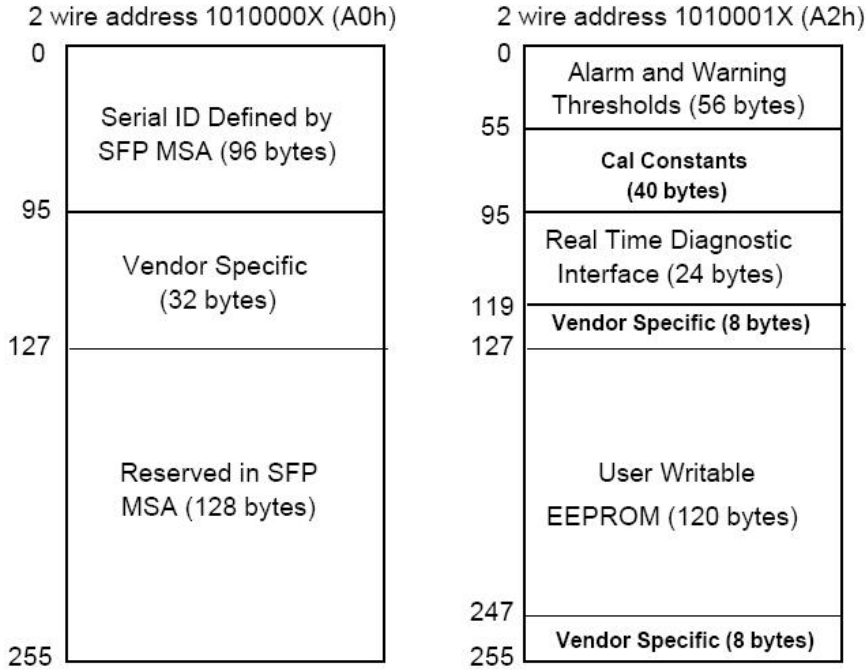 2 wire address 1010000X (A0h)
0
Serial ID Defined by
SFP MSA (96 bytes)
95
Vendor Specific
(32 bytes)
127
Reserved in SFP
MSA (128 bytes)
255
2 wire address 1010001X (A2h)
0
Alarm and Warning
Thresholds (56 bytes)
55
Cal Constants
(40 bytes)
95
Real Time Diagnostic
Interface (24 bytes)
119
Vendor Specific (8 bytes)
127
User Writable
EEPROM (120 bytes)
247
Vendor Specific (8 bytes)
255